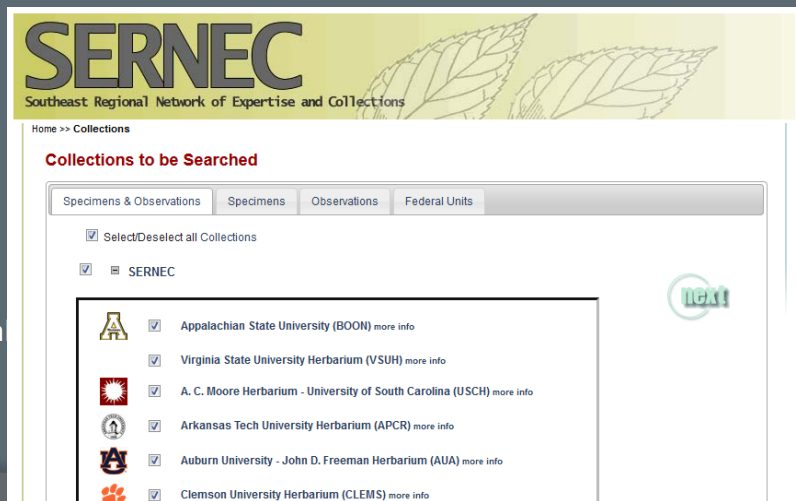 SERNEC
Southeast Regional Network of Expertise and Collections
Home >> Collections
Collections to be Searched
Specimens & Observations Specimens Observations Federal Units
Select/Deselect all Collections
SERNEC
next
Appalachian State University (BOON) more info
Virginia State University Herbarium (VSUH) more info
A. C. Moore Herbarium - University of South Carolina (USCH) more info
Arkansas Tech University Herbarium (APCR) more info
Auburn University - John D. Freeman Herbarium (AUA) more info
Clemson University Herbarium (CLEMS) more info